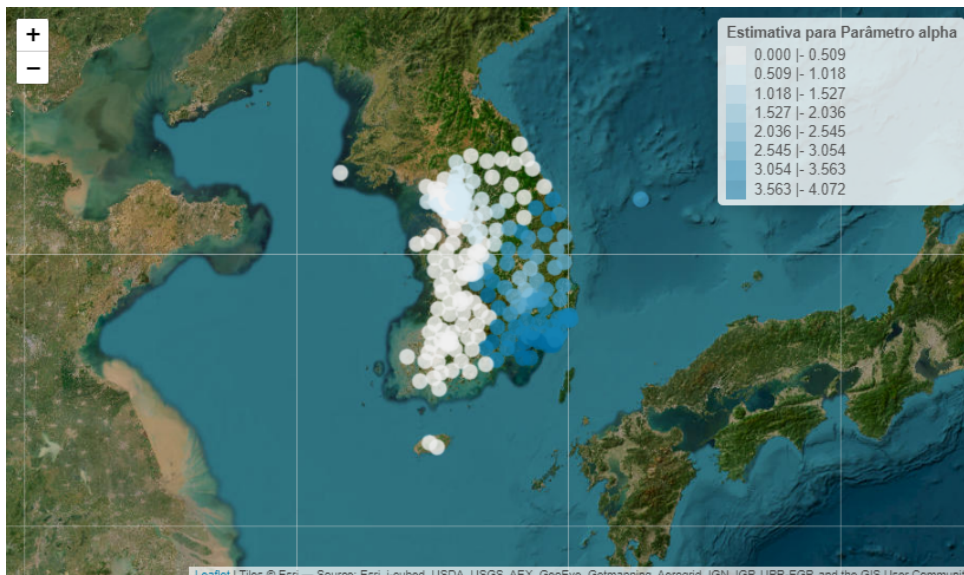 +
−
Estimativa para Parâmetro alpha
0.000 |- 0.509
0.509 |- 1.018
1.018 |- 1.527
1.527 |- 2.036
2.036 |- 2.545
2.545 |- 3.054
3.054 |- 3.563
3.563 |- 4.072
Leaflet | Tiles © Esri — Source: Esri, i-cubed, USDA, USGS, AEX, GeoEye, Getmapping, Aerogrid, IGN, IGP, UPR-EGP, and the GIS User Communit